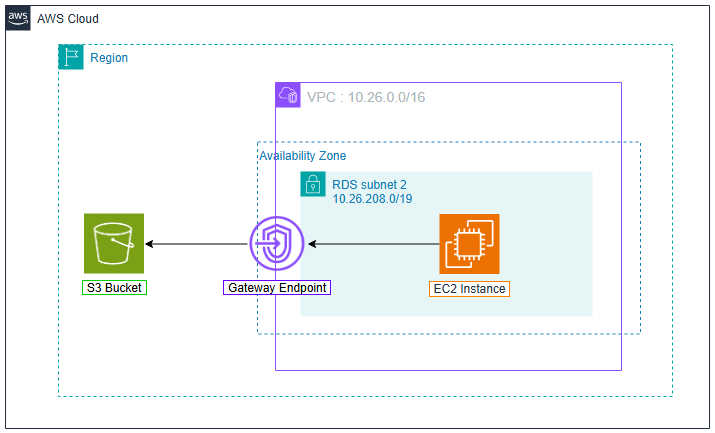 aws
AWS Cloud
Region
VPC : 10.26.0.0/16
Availability Zone
RDS subnet 2
10.26.208.0/19
S3 Bucket
Gateway Endpoint
EC2 Instance